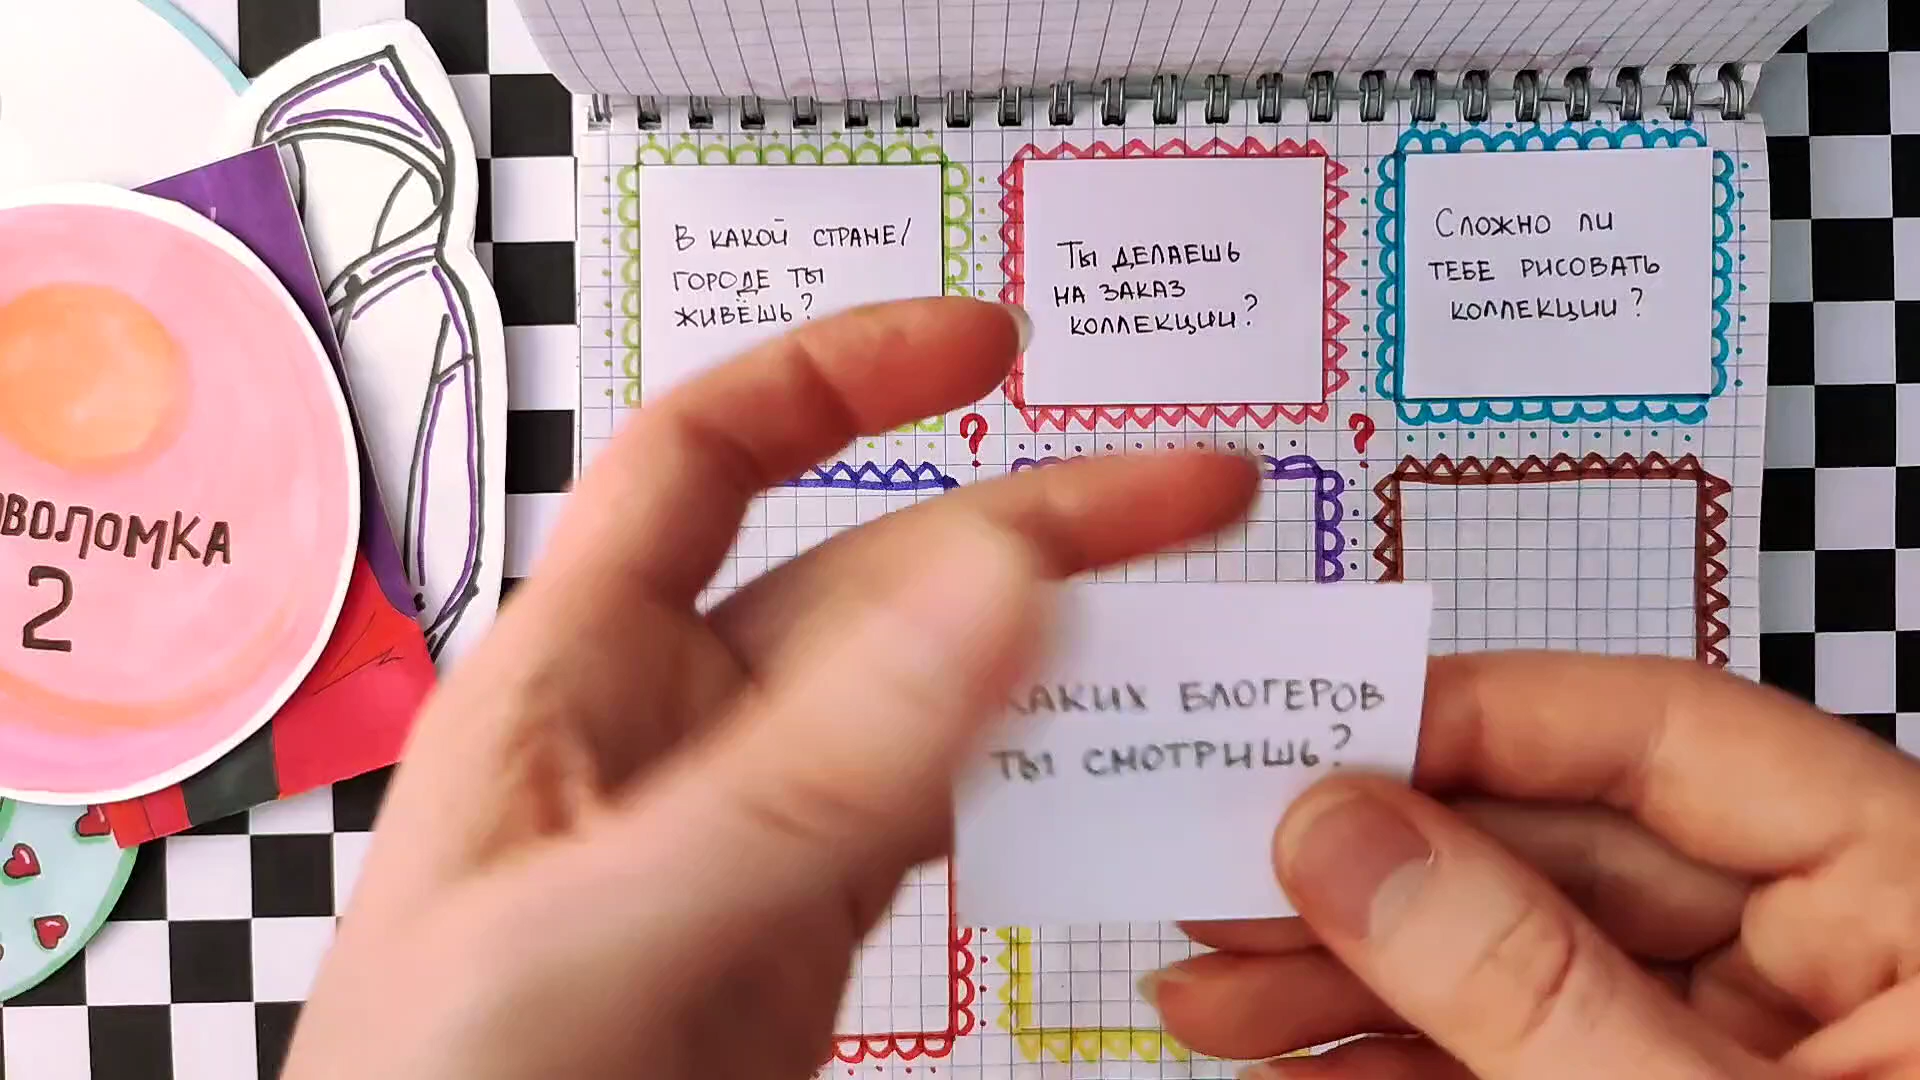 В КАКОЙ СТРАНЕ/
ГОРОДЕ ТЫ
ЖИВЁШЬ?
ТЫ ДЕЛАЕШЬ
НА ЗАКАЗ
КОЛЛЕКЦИИ?
СЛОЖНО ЛИ
ТЕБЕ РИСОВАТЬ
КОЛЛЕКЦИИ?
?
?
КАКИХ БЛОГЕРОВ
ТЫ СМОТРИШЬ?
2